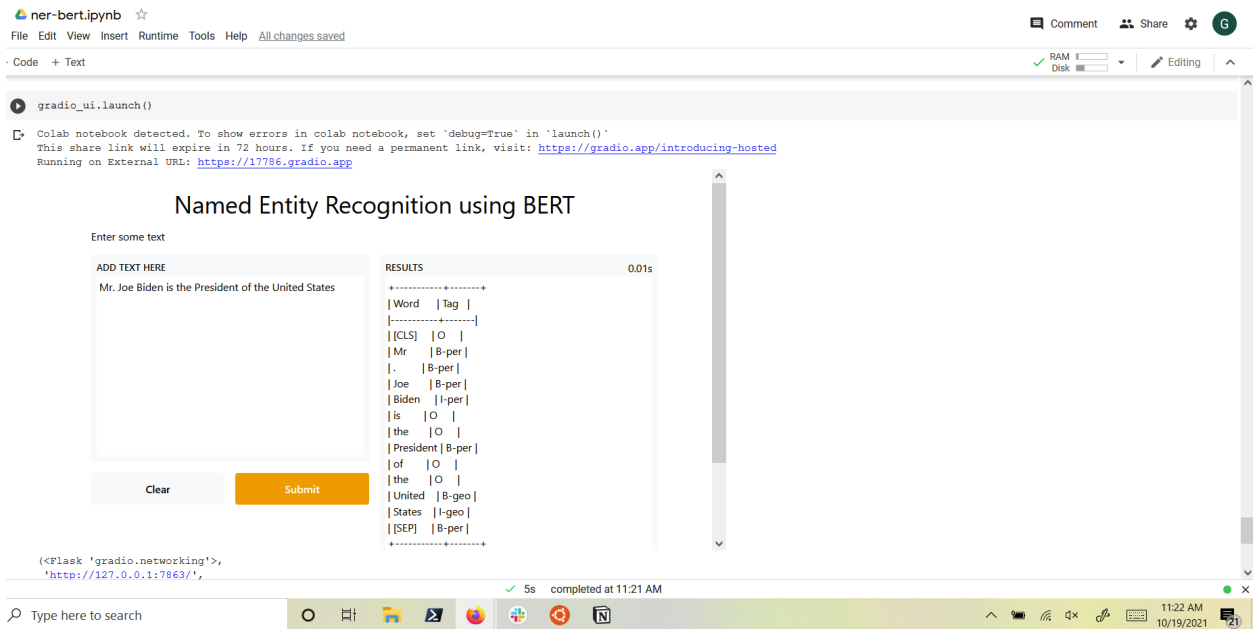 ner-bert.ipynb
Comment Share G
File Edit View Insert Runtime Tools Help All changes saved
Code + Text
RAM
Disk
Editing
gradio_ui.launch()
Colab notebook detected. To show errors in colab notebook, set `debug=True` in `launch()`
This share link will expire in 72 hours. If you need a permanent link, visit: https://gradio.app/introducing-hosted
Running on External URL: https://17786.gradio.app
Named Entity Recognition using BERT
Enter some text
ADD TEXT HERE
Mr. Joe Biden is the President of the United States
Clear
Submit
RESULTS 0.01s
+-----------+-------+
| Word | Tag |
|-----------+-------|
| [CLS] | O |
| Mr | B-per |
| . | B-per |
| Joe | B-per |
| Biden | I-per |
| is | O |
| the | O |
| President | B-per |
| of | O |
| the | O |
| United | B-geo |
| States | I-geo |
| [SEP] | B-per |
+-----------+-------+
(<Flask 'gradio.networking'>,
'http://127.0.0.1:7863/',
5s completed at 11:21 AM
Type here to search
11:22 AM
10/19/2021
21